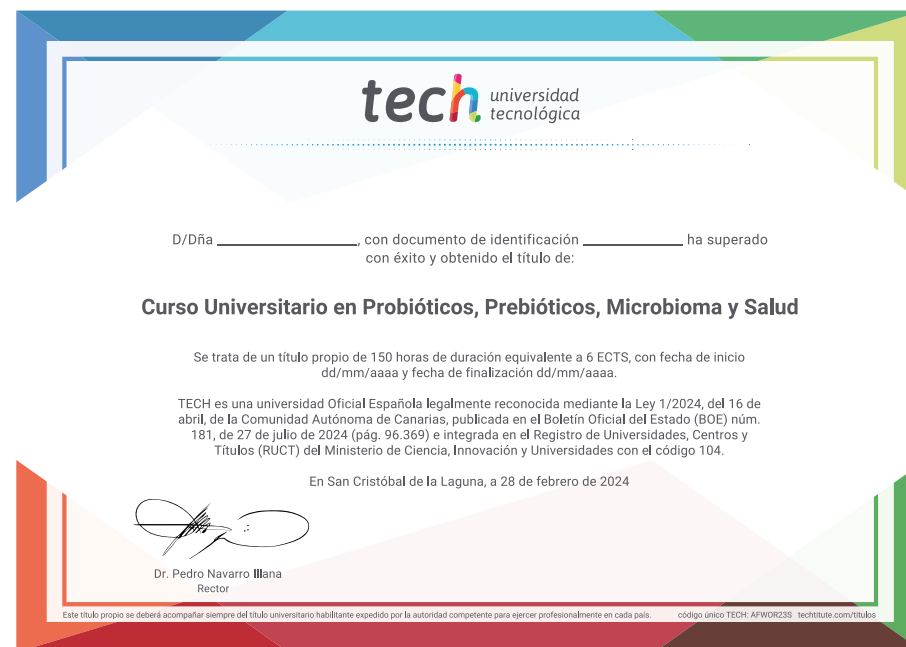 tech universidad
tecnológica
D/Dña ______________, con documento de identificación __________ ha superado
con éxito y obtenido el título de:
Curso Universitario en Probióticos, Prebióticos, Microbioma y Salud
Se trata de un título propio de 150 horas de duración equivalente a 6 ECTS, con fecha de inicio
dd/mm/aaaa y fecha de finalización dd/mm/aaaa.
TECH es una universidad Oficial Española legalmente reconocida mediante la Ley 1/2024, del 16 de
abril, de la Comunidad Autónoma de Canarias, publicada en el Boletín Oficial del Estado (BOE) núm.
181, de 27 de julio de 2024 (pág. 96.369) e integrada en el Registro de Universidades, Centros y
Títulos (RUCT) del Ministerio de Ciencia, Innovación y Universidades con el código 104.
En San Cristóbal de la Laguna, a 28 de febrero de 2024
Dr. Pedro Navarro Illana
Rector
Este título propio se deberá acompañar siempre del título universitario habilitante expedido por la autoridad competente para ejercer profesionalmente en cada país. código único TECH: AFWOR23S techtitute.com/titulos